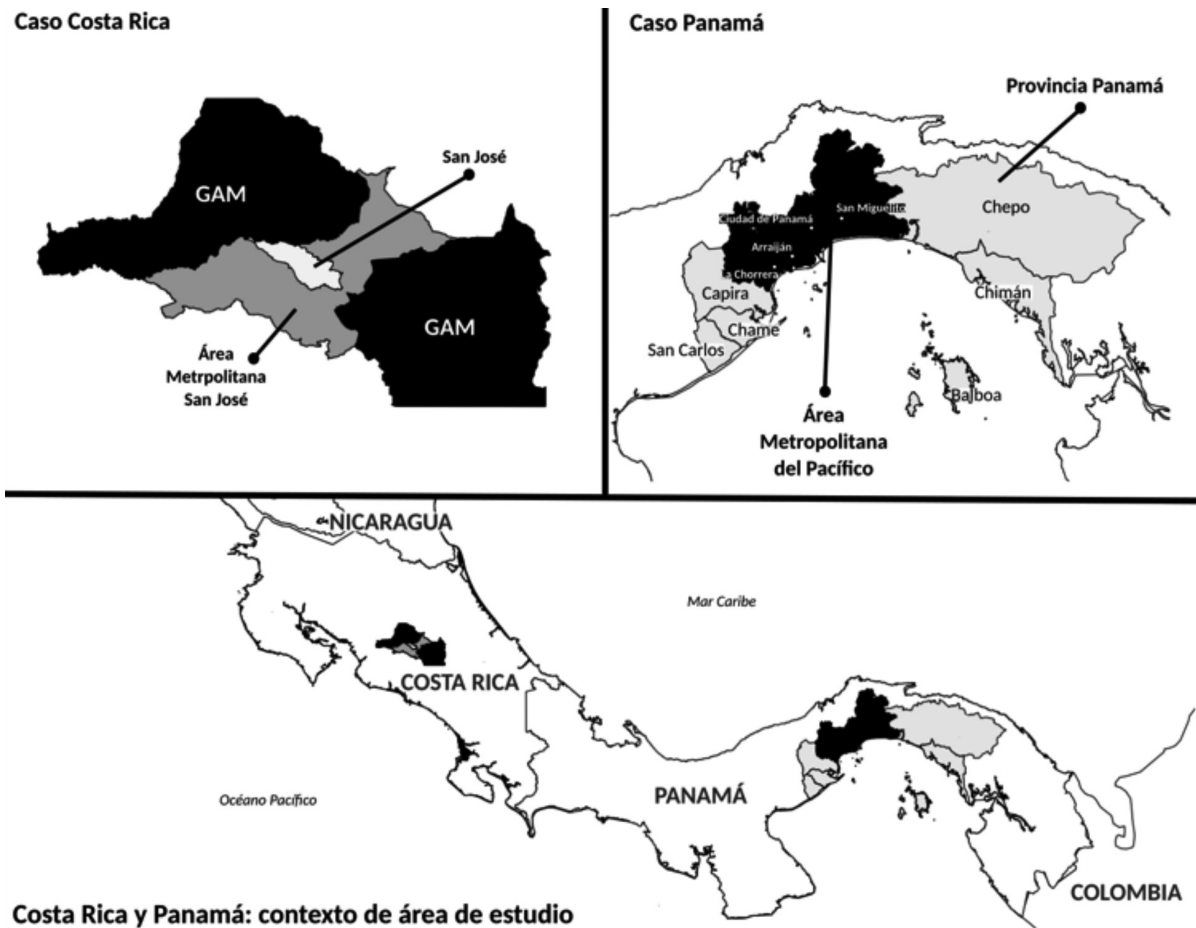 Caso Costa Rica
San José
GAM
GAM
Área
Metrpolitana
San José
Caso Panamá
Provincia Panamá
Chepo
San Miguelito
Ciudad de Panamá
Arraiján
La Chorrera
Capira
Chimán
Chame
San Carlos
Balboa
Área
Metropolitana
del Pacífico
NICARAGUA
Mar Caribe
COSTA RICA
Océano Pacífico
PANAMÁ
COLOMBIA
Costa Rica y Panamá: contexto de área de estudio